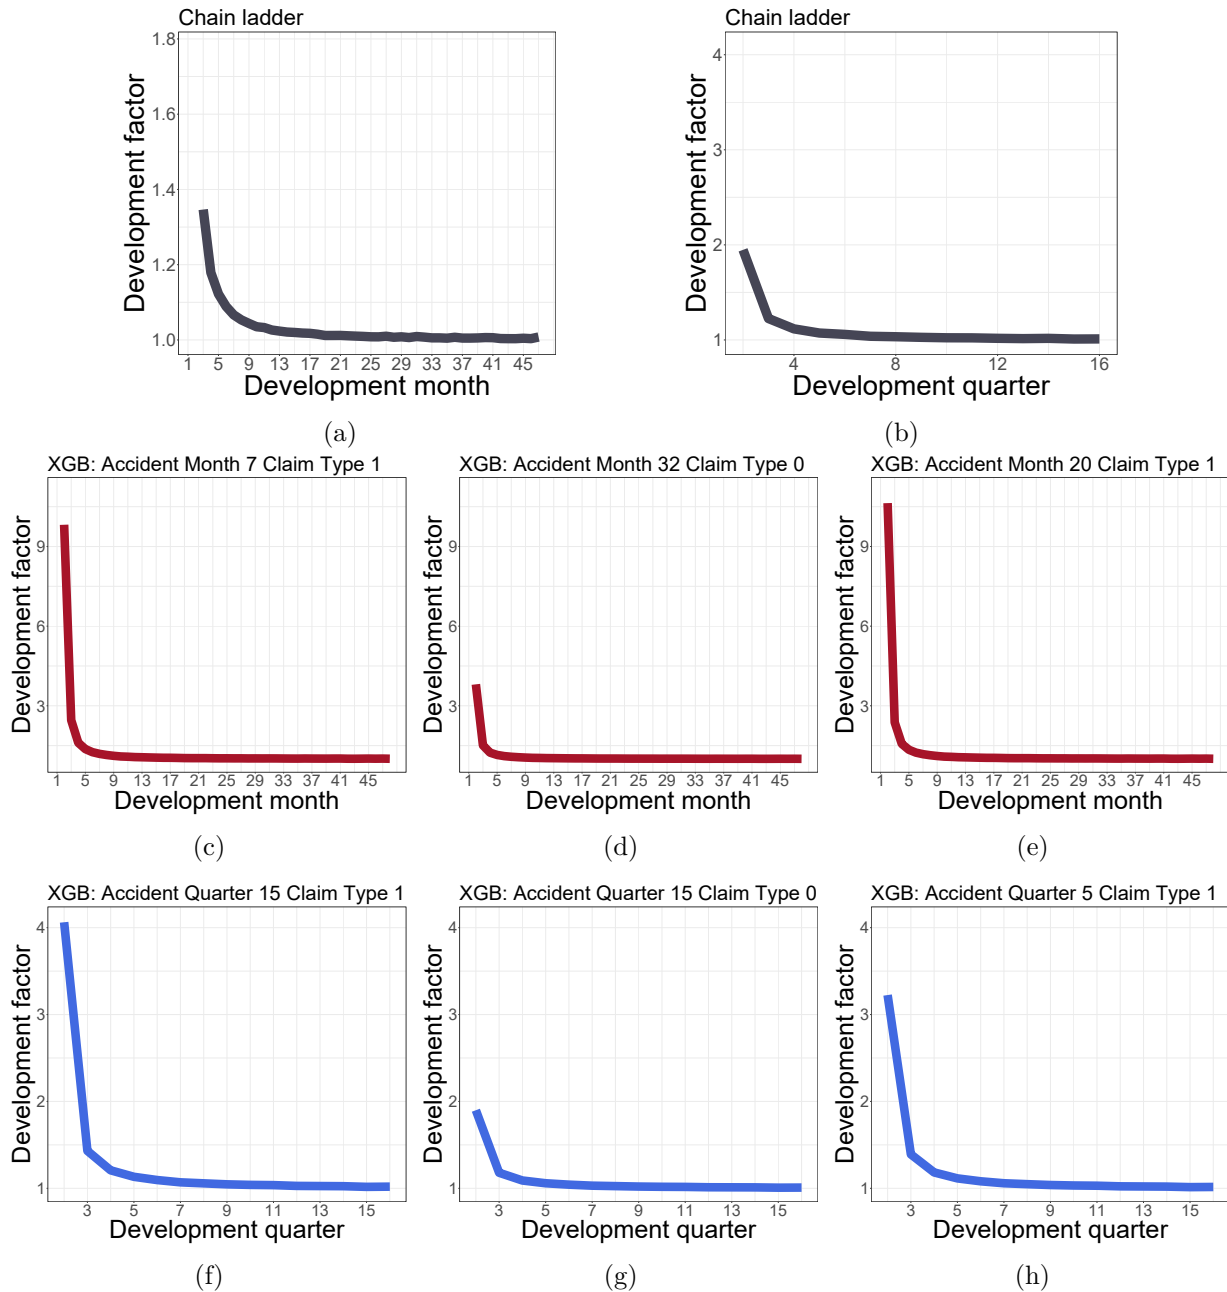 Chain ladder
Development factor
1.8
1.6
1.4
1.2
1.0
1 5 9 13 17 21 25 29 33 37 41 45
Development month
(a)
Chain ladder
Development factor
4
3
2
1
4 8 12 16
Development quarter
(b)
XGB: Accident Month 7 Claim Type 1
Development factor
9
6
3
1 5 9 13 17 21 25 29 33 37 41 45
Development month
(c)
XGB: Accident Month 32 Claim Type 0
Development factor
9
6
3
1 5 9 13 17 21 25 29 33 37 41 45
Development month
(d)
XGB: Accident Month 20 Claim Type 1
Development factor
9
6
3
1 5 9 13 17 21 25 29 33 37 41 45
Development month
(e)
XGB: Accident Quarter 15 Claim Type 1
Development factor
4
3
2
1
3 5 7 9 11 13 15
Development quarter
(f)
XGB: Accident Quarter 15 Claim Type 0
Development factor
4
3
2
1
3 5 7 9 11 13 15
Development quarter
(g)
XGB: Accident Quarter 5 Claim Type 1
Development factor
4
3
2
1
3 5 7 9 11 13 15
Development quarter
(h)